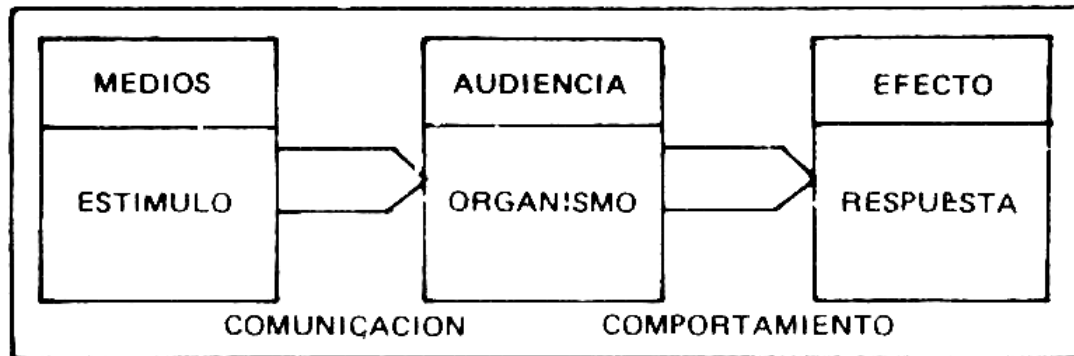 MEDIOS AUDIENCIA EFECTO
ESTIMULO ORGANISMO RESPUESTA
COMUNICACION COMPORTAMIENTO